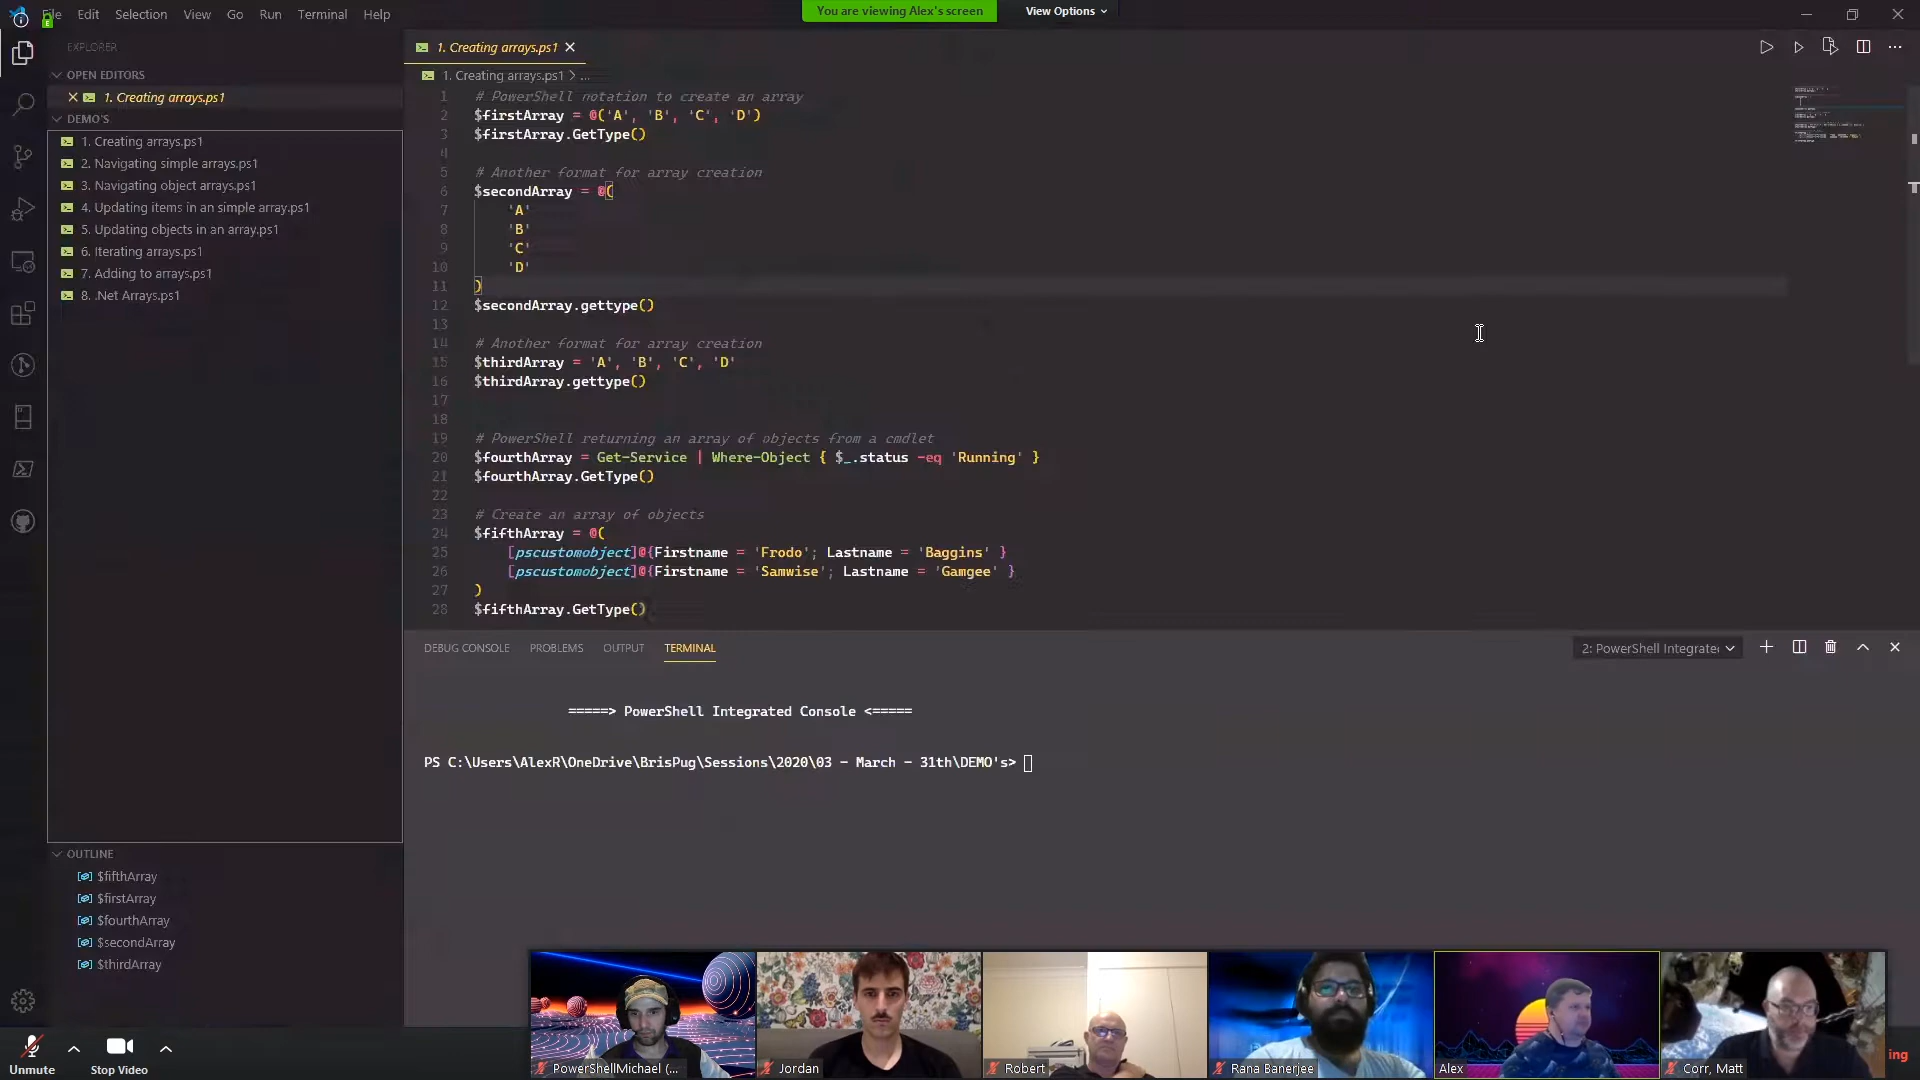 File Edit Selection View Go Run Terminal Help
You are viewing Alex's screen View Options
EXPLORER
OPEN EDITORS
1. Creating arrays.ps1
DEMO'S
1. Creating arrays.ps1
2. Navigating simple arrays.ps1
3. Navigating object arrays.ps1
4. Updating items in an simple array.ps1
5. Updating objects in an array.ps1
6. Iterating arrays.ps1
7. Adding to arrays.ps1
8. .Net Arrays.ps1
OUTLINE
$fifthArray
$firstArray
$fourthArray
$secondArray
$thirdArray
1. Creating arrays.ps1
1. Creating arrays.ps1 > ...
1 # PowerShell notation to create an array
2 $firstArray = @('A', 'B', 'C', 'D')
3 $firstArray.GetType()
4
5 # Another format for array creation
6 $secondArray = @(
7 'A'
8 'B'
9 'C'
10 'D'
11 )
12 $secondArray.gettype()
13
14 # Another format for array creation
15 $thirdArray = 'A', 'B', 'C', 'D'
16 $thirdArray.gettype()
17
18
19 # PowerShell returning an array of objects from a cmdlet
20 $fourthArray = Get-Service | Where-Object { $_.status -eq 'Running' }
21 $fourthArray.GetType()
22
23 # Create an array of objects
24 $fifthArray = @(
25 [pscustomobject]@{Firstname = 'Frodo'; Lastname = 'Baggins' }
26 [pscustomobject]@{Firstname = 'Samwise'; Lastname = 'Gamgee' }
27 )
28 $fifthArray.GetType()
DEBUG CONSOLE PROBLEMS OUTPUT TERMINAL
2: PowerShell Integrate
=====> PowerShell Integrated Console <=====
PS C:\Users\AlexR\OneDrive\BrisPug\Sessions\2020\03 - March - 31th\DEMO's>
Unmute
Stop Video
PowerShellMichael (...
Jordan
Robert
Rana Banerjee
Alex
Corr, Matt
ing